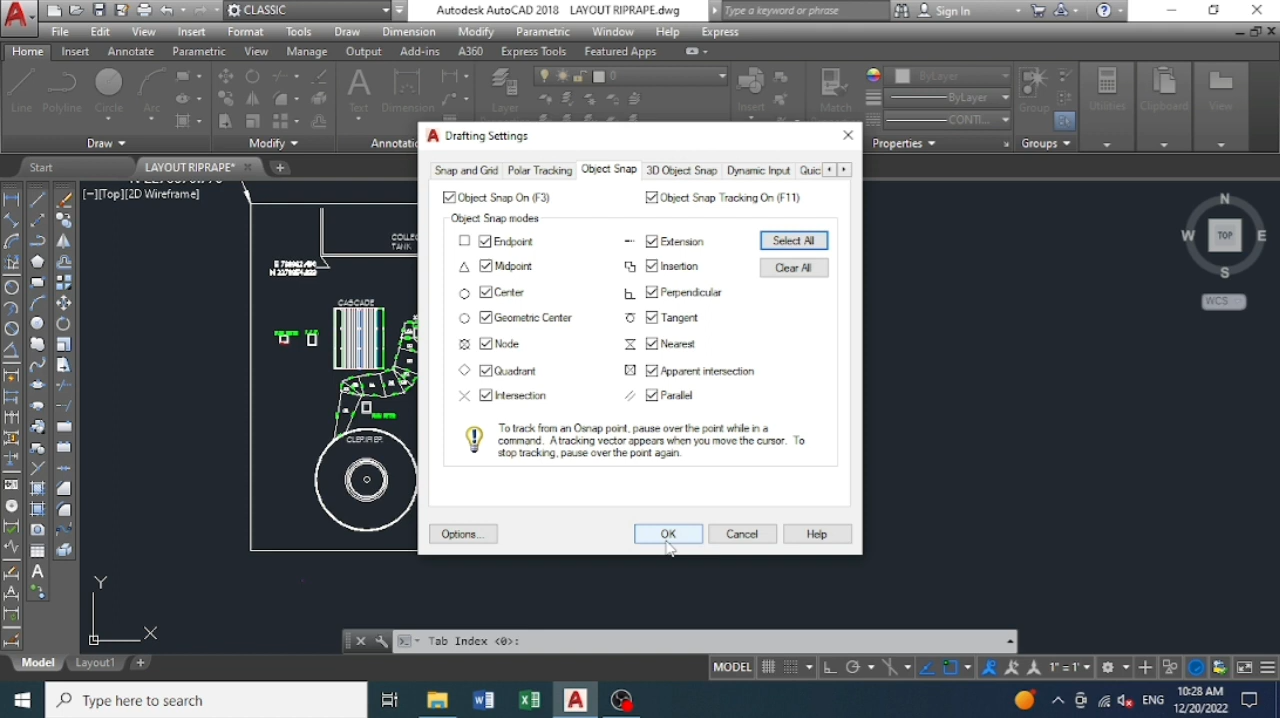 CLASSIC
Autodesk AutoCAD 2018 LAYOUT RIPRAPE.dwg
Type a keyword or phrase
Sign In
File Edit View Insert Format Tools Draw Dimension Modify Parametric Window Help Express
Home Insert Annotate Parametric View Manage Output Add-ins A360 Express Tools Featured Apps
Line Polyline Circle Arc
Text Dimension
Layer
0
Insert
Match
ByLayer
ByLayer
CONTI...
Group
Utilities
Clipboard
View
Draw
Modify
Annotatio
Properties
Groups
Start
LAYOUT RIPRAPE*
[−][Top][2D Wireframe]
COLLEC
TANK
CASCADE
CLERIFIER
Drafting Settings
Snap and Grid Polar Tracking Object Snap 3D Object Snap Dynamic Input Quic
Object Snap On (F3)
Object Snap Tracking On (F11)
Object Snap modes
Endpoint
Extension
Select All
Midpoint
Insertion
Clear All
Center
Perpendicular
Geometric Center
Tangent
Node
Nearest
Quadrant
Apparent intersection
Intersection
Parallel
To track from an Osnap point, pause over the point while in a
command. A tracking vector appears when you move the cursor. To
stop tracking, pause over the point again.
Options...
OK
Cancel
Help
N
W
TOP
E
S
WCS
Y
X
Tab Index <0>:
Model
Layout1
MODEL
1" = 1'
Type here to search
ENG
10:28 AM
12/20/2022